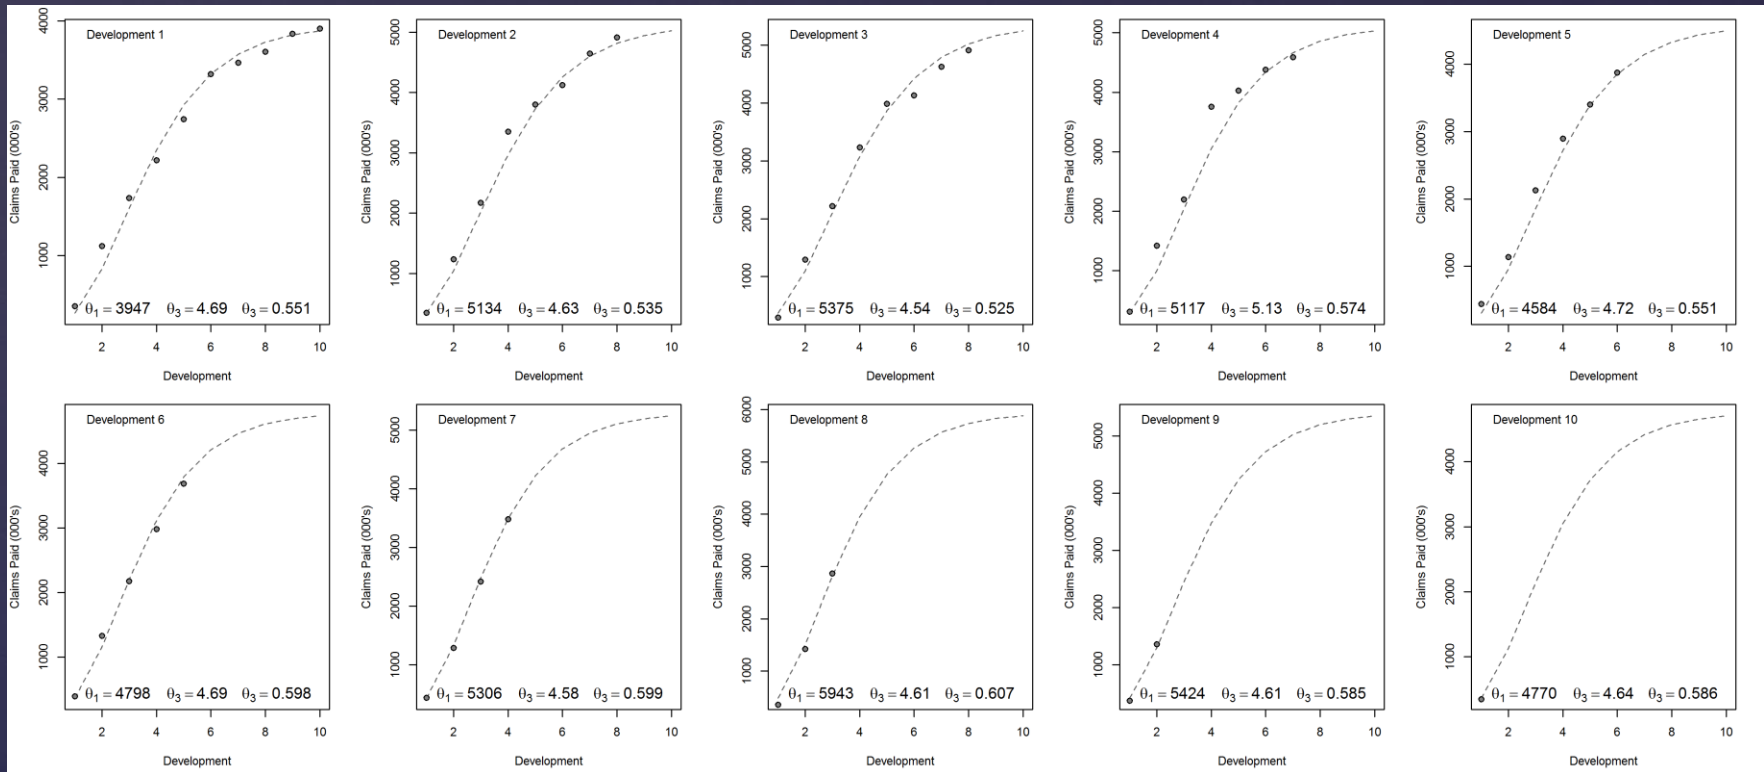 Development 1
Claims Paid (000's)
1000 2000 3000 4000
θ1 = 3947 θ3 = 4.69 θ3 = 0.551
2 4 6 8 10
Development
Development 2
Claims Paid (000's)
1000 2000 3000 4000 5000
θ1 = 5134 θ3 = 4.63 θ3 = 0.535
2 4 6 8 10
Development
Development 3
Claims Paid (000's)
1000 2000 3000 4000 5000
θ1 = 5375 θ3 = 4.54 θ3 = 0.525
2 4 6 8 10
Development
Development 4
Claims Paid (000's)
1000 2000 3000 4000 5000
θ1 = 5117 θ3 = 5.13 θ3 = 0.574
2 4 6 8 10
Development
Development 5
Claims Paid (000's)
1000 2000 3000 4000
θ1 = 4584 θ3 = 4.72 θ3 = 0.551
2 4 6 8 10
Development
Development 6
Claims Paid (000's)
1000 2000 3000 4000
θ1 = 4798 θ3 = 4.69 θ3 = 0.598
2 4 6 8 10
Development
Development 7
Claims Paid (000's)
1000 2000 3000 4000 5000
θ1 = 5306 θ3 = 4.58 θ3 = 0.599
2 4 6 8 10
Development
Development 8
Claims Paid (000's)
1000 2000 3000 4000 5000 6000
θ1 = 5943 θ3 = 4.61 θ3 = 0.607
2 4 6 8 10
Development
Development 9
Claims Paid (000's)
1000 2000 3000 4000 5000
θ1 = 5424 θ3 = 4.61 θ3 = 0.585
2 4 6 8 10
Development
Development 10
Claims Paid (000's)
1000 2000 3000 4000
θ1 = 4770 θ3 = 4.64 θ3 = 0.586
2 4 6 8 10
Development